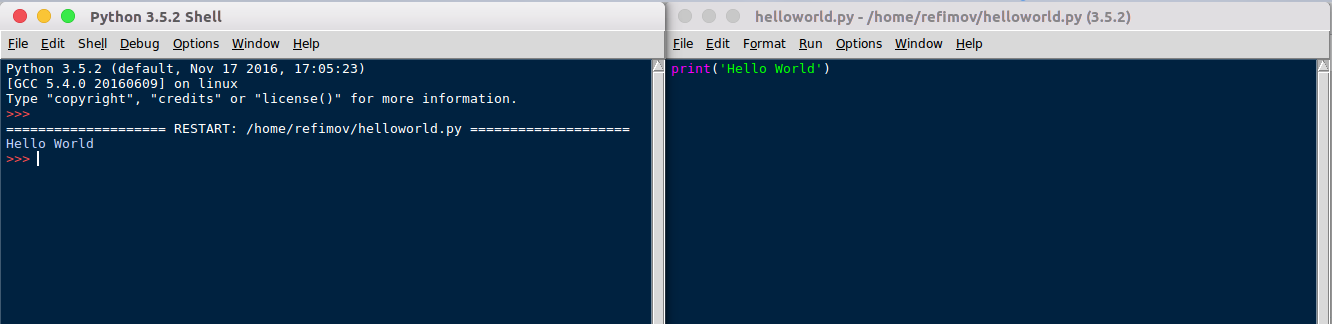 Python 3.5.2 Shell
File Edit Shell Debug Options Window Help
Python 3.5.2 (default, Nov 17 2016, 17:05:23)
[GCC 5.4.0 20160609] on linux
Type "copyright", "credits" or "license()" for more information.
>>>
==================== RESTART: /home/refimov/helloworld.py ====================
Hello World
>>>
helloworld.py - /home/refimov/helloworld.py (3.5.2)
File Edit Format Run Options Window Help
print('Hello World')